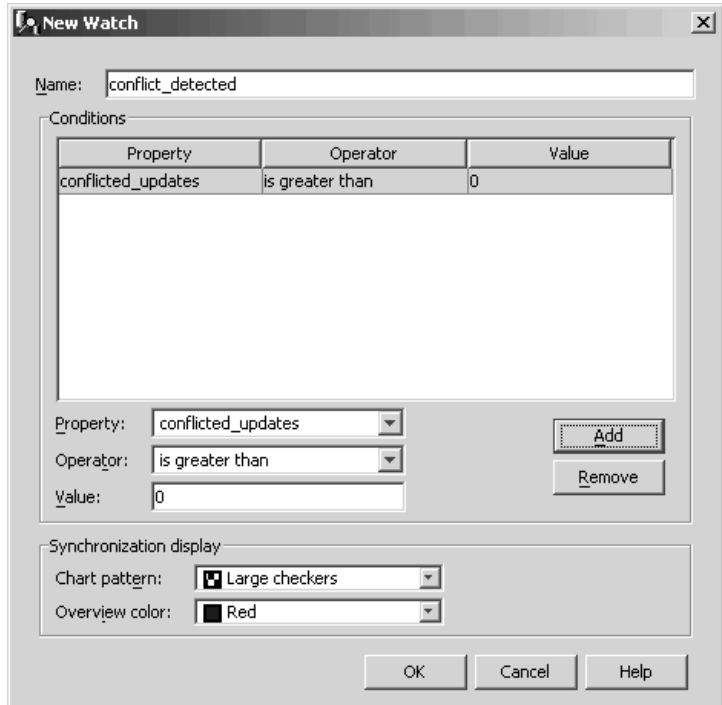 New Watch
Name: conflict_detected
Conditions
Property Operator Value
conflicted_updates is greater than 0
Property: conflicted_updates
Add
Operator: is greater than
Remove
Value: 0
Synchronization display
Chart pattern: Large checkers
Overview color: Red
OK Cancel Help